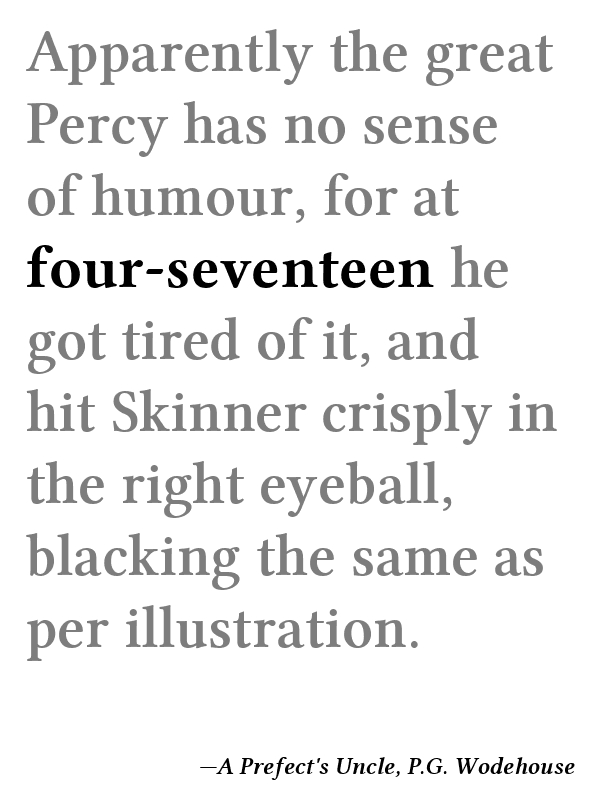 Apparently the great
Percy has no sense
of humour, for at
four-seventeen he
got tired of it, and
hit Skinner crisply in
the right eyeball,
blacking the same as
per illustration.
—A Prefect's Uncle, P.G. Wodehouse